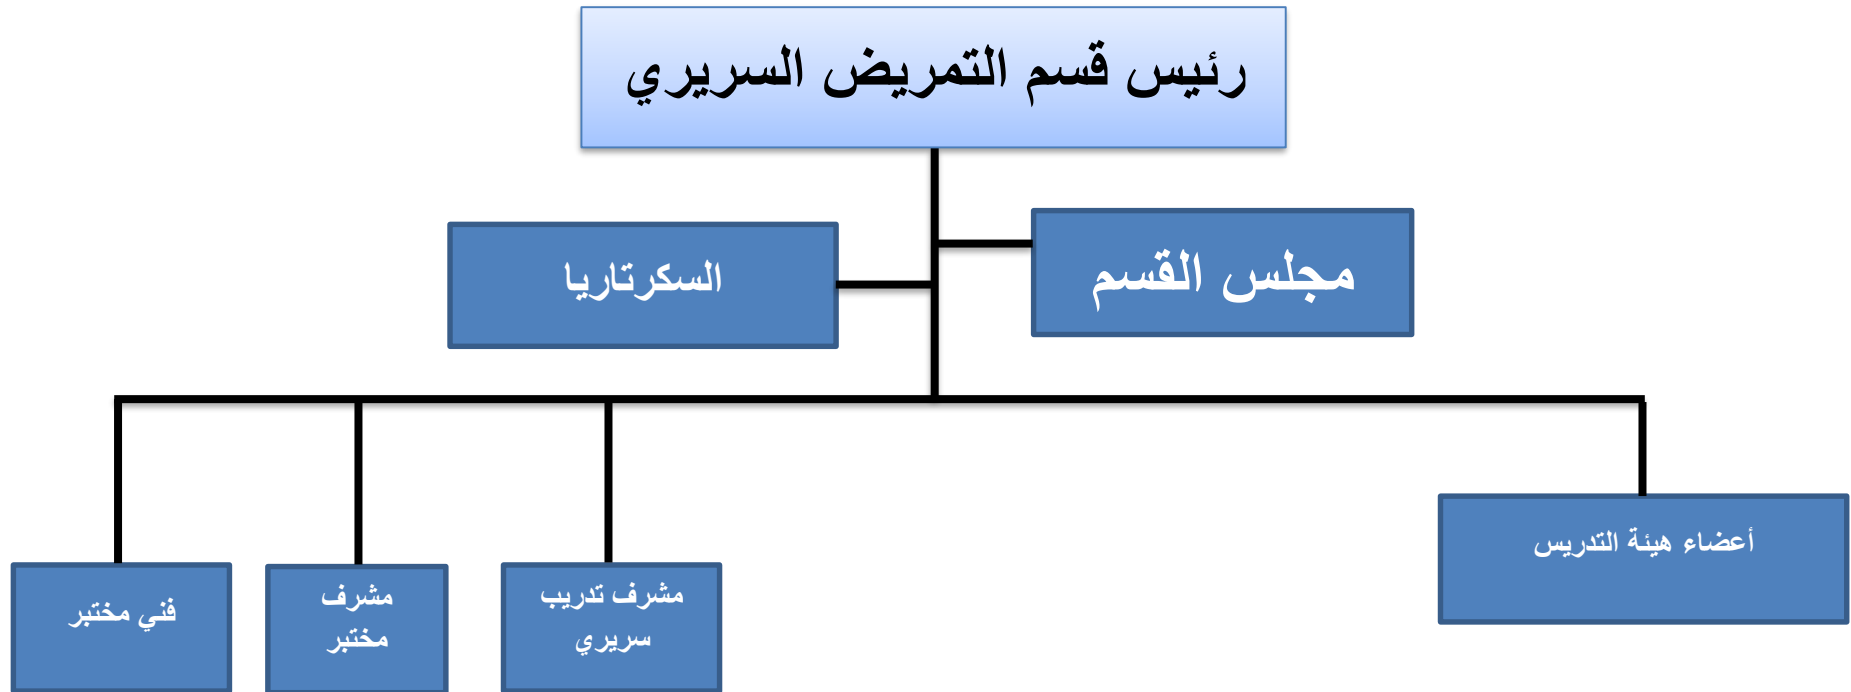 رئيس قسم التمريض السريري
مجلس القسم
السكرتاريا
أعضاء هيئة التدريس
مشرف تدريب
سريري
مشرف
مختبر
فني مختبر